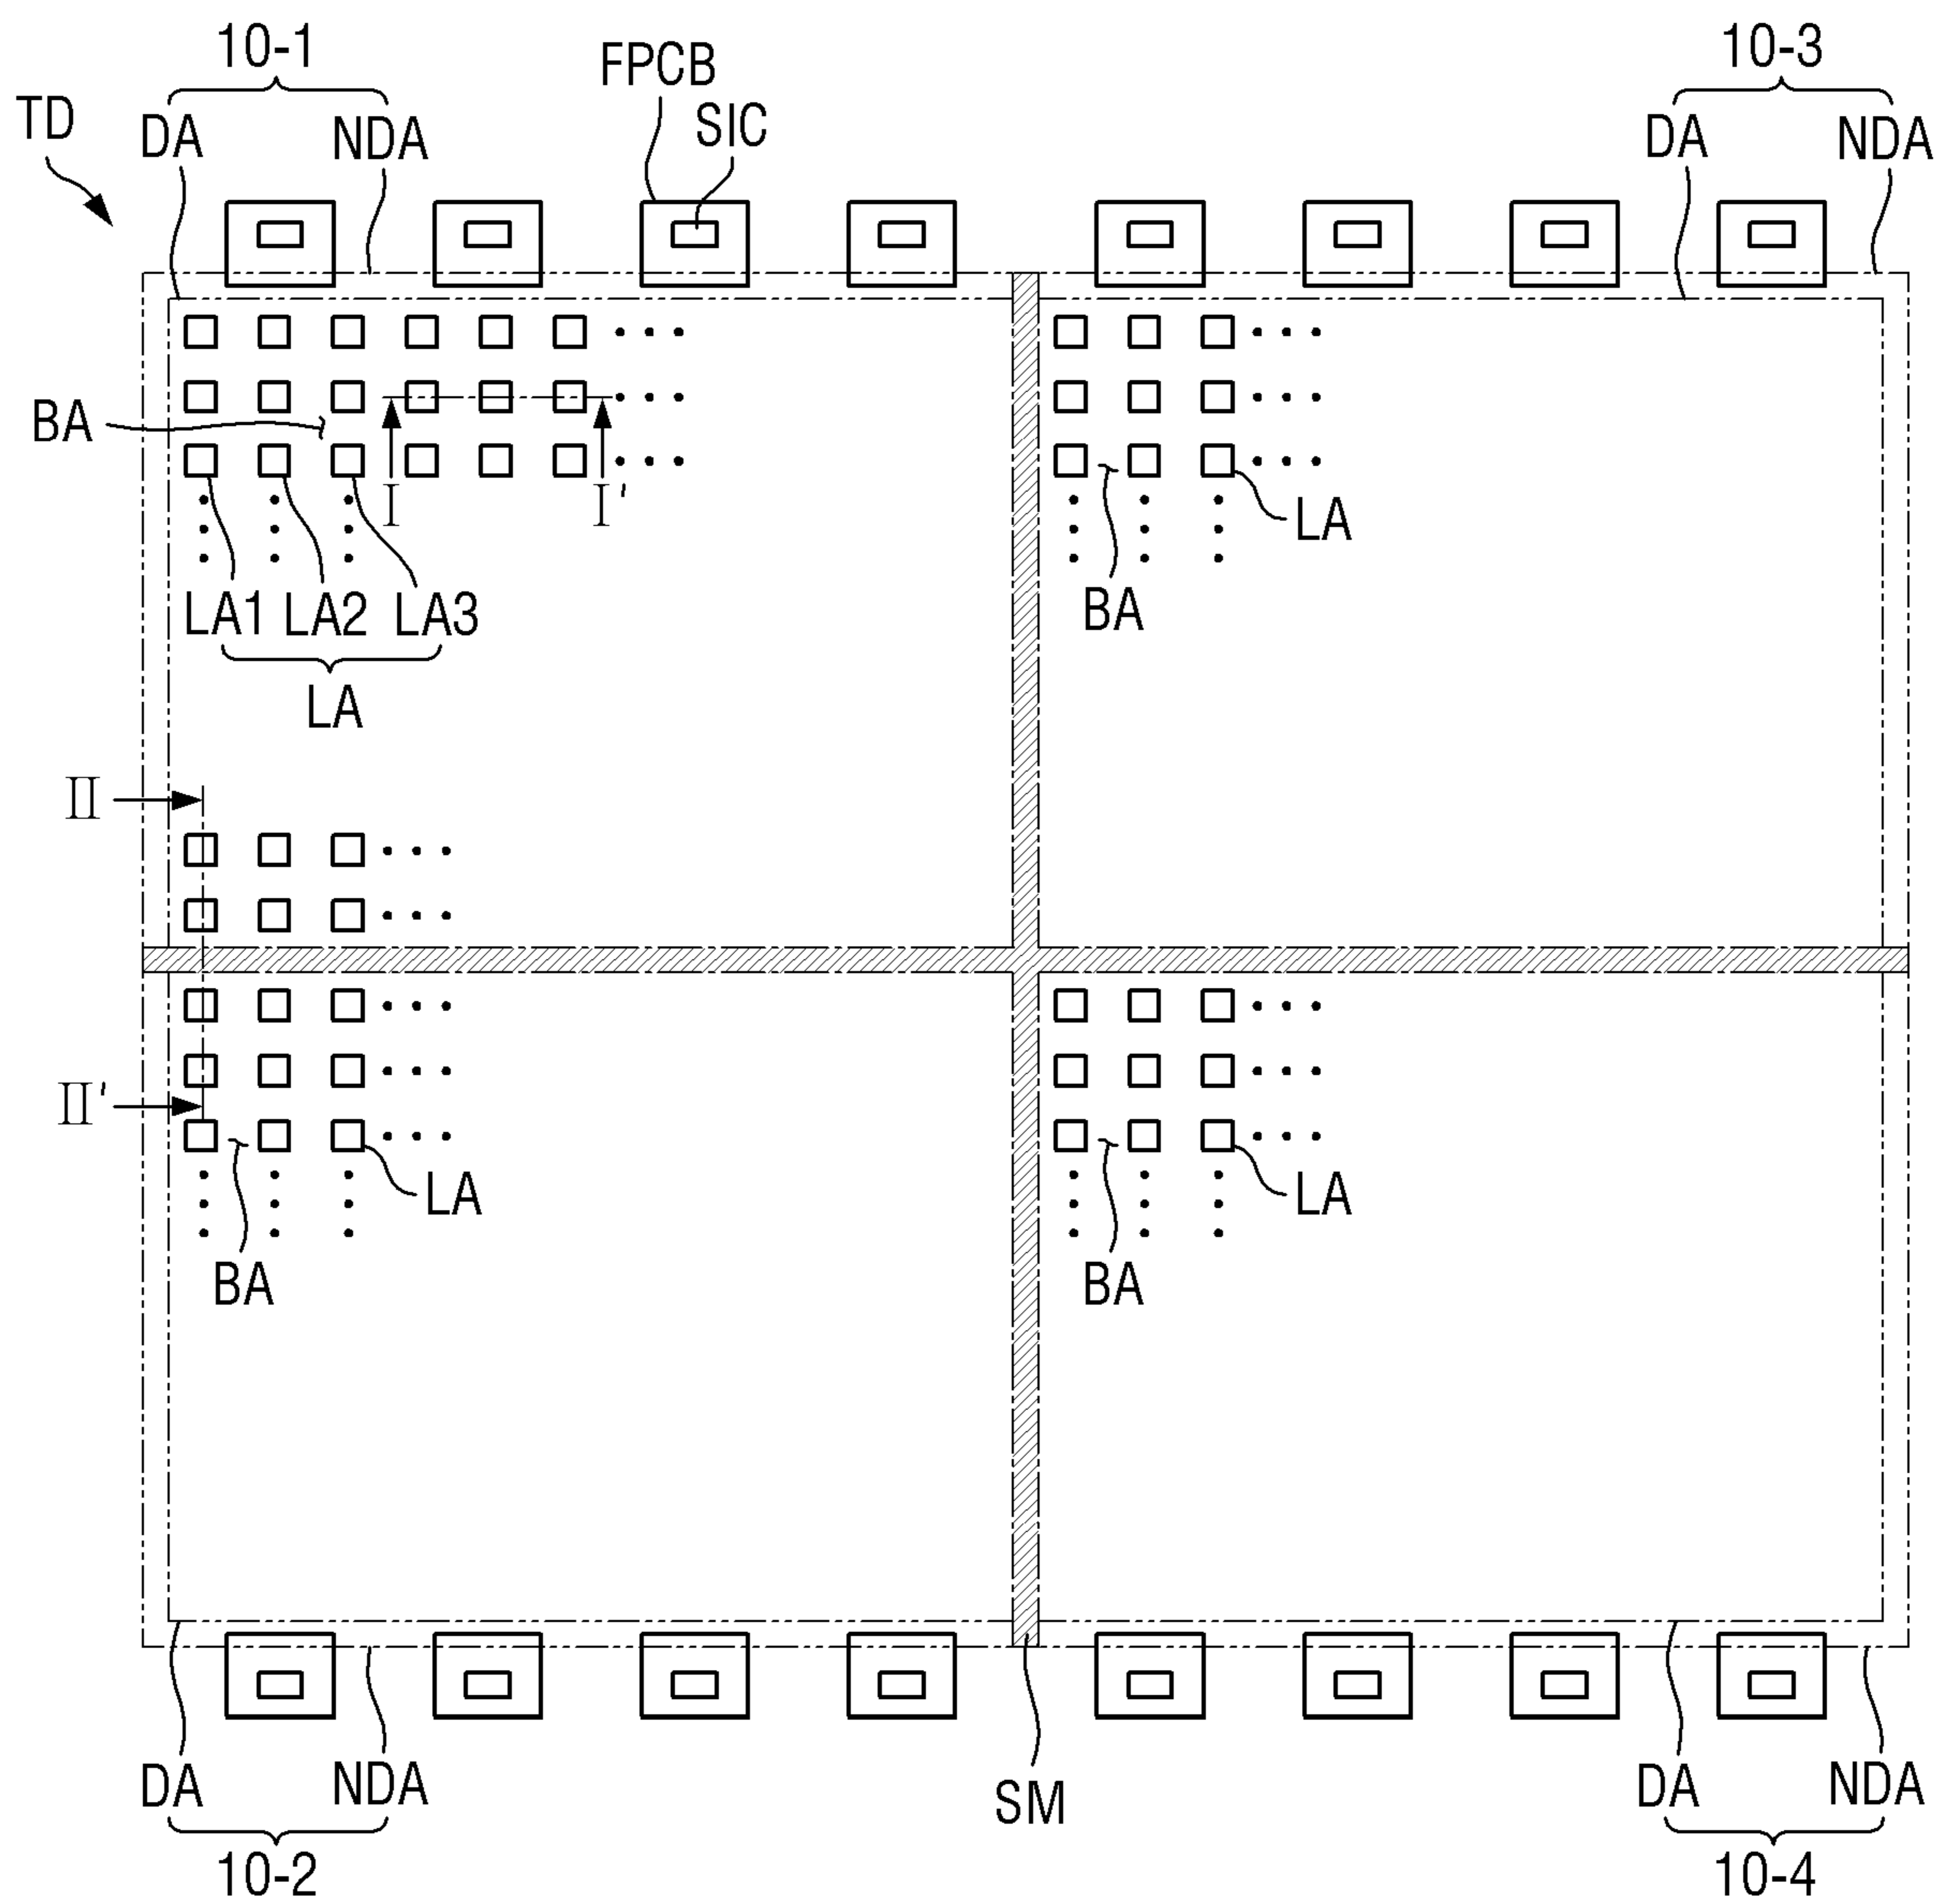 10-1
FPCB
10-3
TD
DA
NDA
SIC
DA
NDA
BA
I
I'
LA
LA1
LA2
LA3
BA
LA
II
II'
LA
LA
BA
BA
DA
NDA
SM
DA
NDA
10-2
10-4